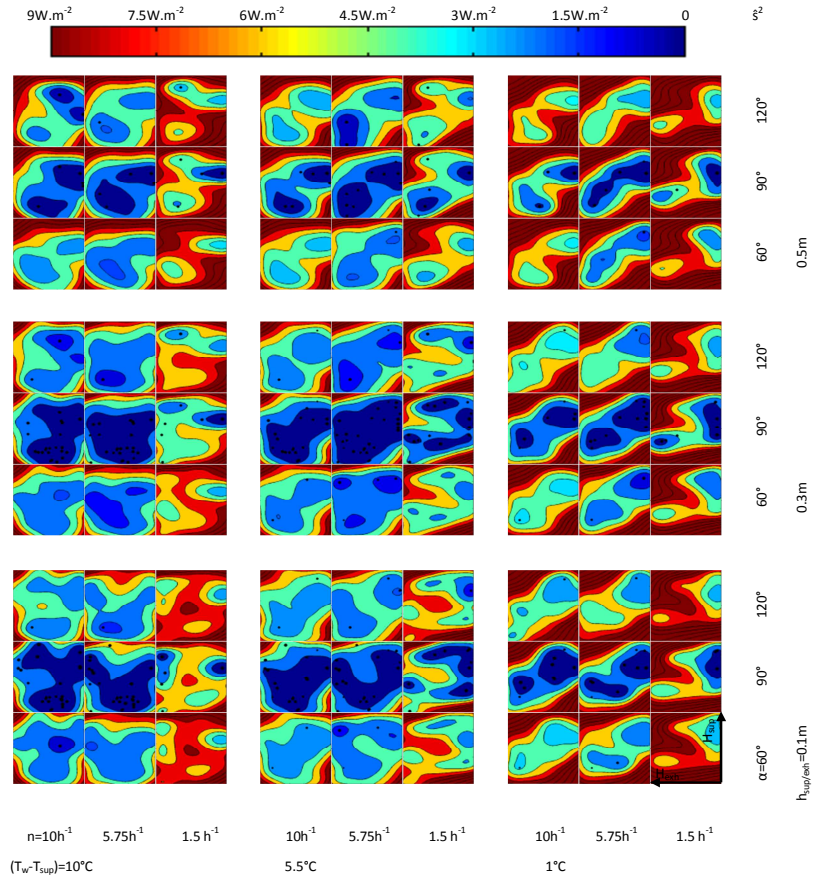 9W.m⁻² 7.5W.m⁻² 6W.m⁻² 4.5W.m⁻² 3W.m⁻² 1.5W.m⁻² 0 ŝ²
120°
90°
60°
0.5m
120°
90°
60°
0.3m
120°
90°
α=60°
h_sup/exh=0.1m
H_sup
n=10h⁻¹ 5.75h⁻¹ 1.5 h⁻¹ 10h⁻¹ 5.75h⁻¹ 1.5 h⁻¹ 10h⁻¹ 5.75h⁻¹ 1.5 h⁻¹
(T_w-T_sup)=10°C 5.5°C 1°C